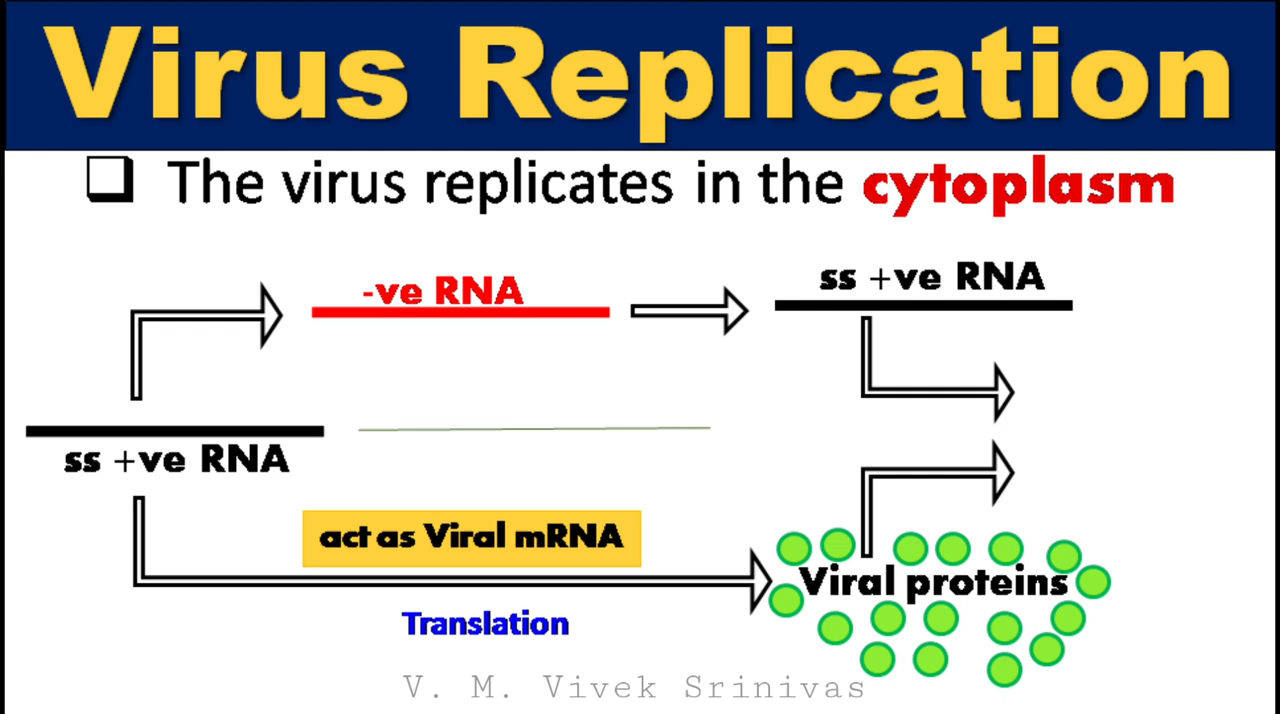 Virus Replication
The virus replicates in the cytoplasm
-ve RNA
ss +ve RNA
ss +ve RNA
act as Viral mRNA
Viral proteins
Translation
V. M. Vivek Srinivas